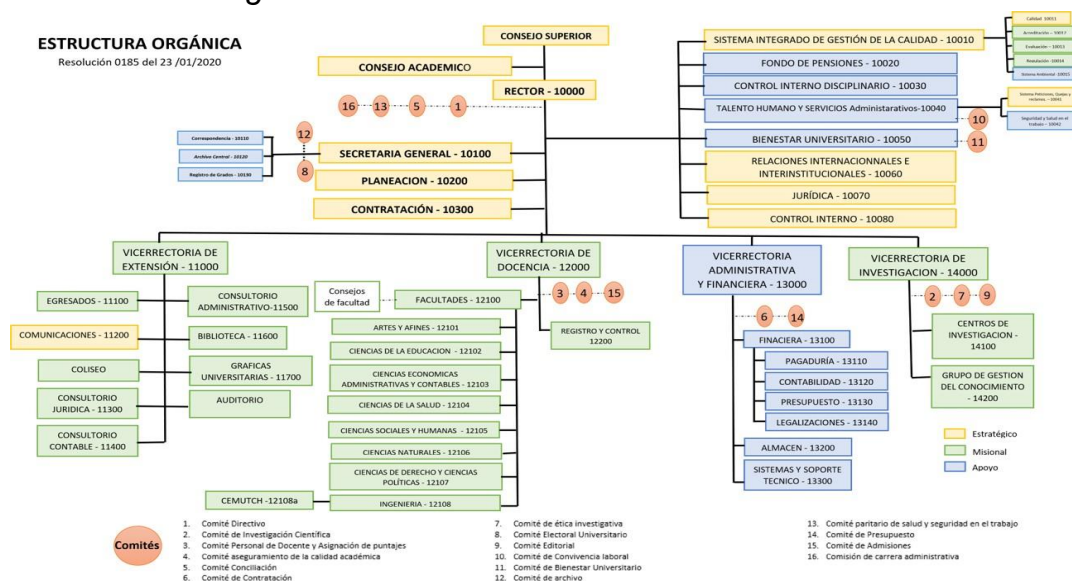 ESTRUCTURA ORGÁNICA
Resolución 0185 del 23 /01/2020
CONSEJO SUPERIOR
CONSEJO ACADEMICO
RECTOR - 10000
16
13
5
1
12
8
Correspondencia - 10110
Archivo Central - 10120
Registro de Grados - 10130
SECRETARIA GENERAL - 10100
PLANEACION - 10200
CONTRATACIÓN - 10300
SISTEMA INTEGRADO DE GESTIÓN DE LA CALIDAD - 10010
FONDO DE PENSIONES - 10020
CONTROL INTERNO DISCIPLINARIO - 10030
TALENTO HUMANO Y SERVICIOS Administarativos-10040
BIENESTAR UNIVERSITARIO - 10050
RELACIONES INTERNACIONNALES E
INTERINSTITUCIONALES - 10060
JURÍDICA - 10070
CONTROL INTERNO - 10080
Calidad 10011
Acreditación - 10012
Evaluación - 10013
Sistema Ambiental - 10015
Seguridad y Salud en el
trabajo - 10042
10
11
VICERRECTORIA DE
EXTENSIÓN - 11000
EGRESADOS - 11100
COMUNICACIONES - 11200
COLISEO
CONSULTORIO
JURIDICA - 11300
CONSULTORIO
CONTABLE - 11400
CONSULTORIO
ADMINISTRATIVO-11500
BIBLIOTECA - 11600
GRAFICAS
UNIVERSITARIAS - 11700
AUDITORIO
VICERRECTORIA DE
DOCENCIA - 12000
Consejos
de facultad
FACULTADES - 12100
3
4
15
REGISTRO Y CONTROL
12200
ARTES Y AFINES - 12101
CIENCIAS DE LA EDUCACION - 12102
CIENCIAS ECONOMICAS
ADMINISTRATIVAS Y CONTABLES - 12103
CIENCIAS DE LA SALUD - 12104
CIENCIAS SOCIALES Y HUMANAS - 12105
CIENCIAS NATURALES - 12106
CIENCIAS DE DERECHO Y CIENCIAS
POLÍTICAS - 12107
CEMUTCH -12108a
INGENIERIA - 12108
VICERRECTORIA
ADMINISTRATIVA
Y FINANCIERA - 13000
6
14
FINACIERA - 13100
PAGADURÍA - 13110
CONTABILIDAD - 13120
PRESUPUESTO - 13130
LEGALIZACIONES - 13140
ALMACEN - 13200
SISTEMAS Y SOPORTE
TECNICO - 13300
VICERRECTORIA DE
INVESTIGACION - 14000
2
7
9
CENTROS DE
INVESTIGACION -
14100
GRUPO DE GESTION
DEL CONOCIMIENTO -
14200
Estratégico
Misional
Apoyo
Comités
1. Comité Directivo
2. Comité de Investigación Científica
3. Comité Personal de Docente y Asignación de puntajes
4. Comité aseguramiento de la calidad académica
5. Comité Conciliación
6. Comité de Contratación
7. Comité de ética investigativa
8. Comité Electoral Universitario
9. Comité Editorial
10. Comité de Convivencia laboral
11. Comité de Bienestar Universitario
12. Comité de archivo
13. Comité paritario de salud y seguridad en el trabajo
14. Comité de Presupuesto
15. Comité de Admisiones
16. Comisión de carrera administrativa